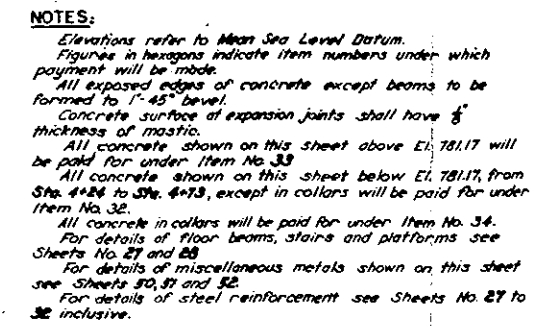 NOTES:
Elevations refer to Mean Sea Level Datum.
Figures in hexagons indicate item numbers under which
payment will be made.
All exposed edges of concrete except beams to be
formed to 1"-45° bevel.
Concrete surface at expansion joints shall have 1/8"
thickness of mastic.
All concrete shown on this sheet above El. 781.17 will
be paid for under Item No. 33
All concrete shown on this sheet below El. 781.17, from
Sta. 4+24 to Sta. 4+73, except in collars will be paid for under
Item No. 32.
All concrete in collars will be paid for under Item No. 34.
For details of floor beams, stairs and platforms see
Sheets No. 27 and 28
For details of miscellaneous metals shown on this sheet
see Sheets 50, 51 and 52.
For details of steel reinforcement see Sheets No. 27 to
32 inclusive.